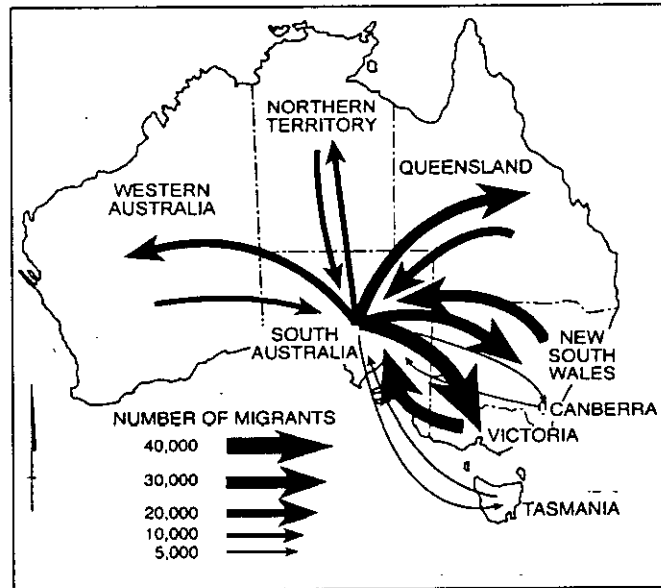 NORTHERN
TERRITORY
QUEENSLAND
WESTERN
AUSTRALIA
SOUTH
AUSTRALIA
NEW
SOUTH
WALES
CANBERRA
VICTORIA
TASMANIA
NUMBER OF MIGRANTS
40,000
30,000
20,000
10,000
5,000